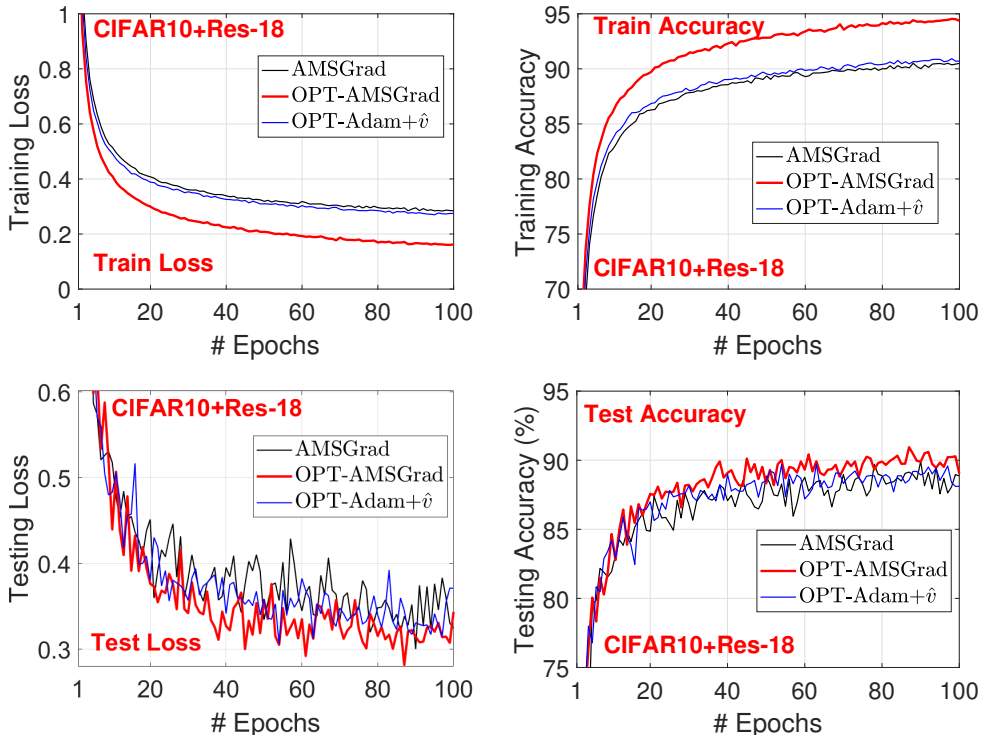 CIFAR10+Res-18
AMSGrad
OPT-AMSGrad
OPT-Adam+v̂
Train Loss
Training Loss
1
0.8
0.6
0.4
0.2
0
1 20 40 60 80 100
# Epochs
Train Accuracy
AMSGrad
OPT-AMSGrad
OPT-Adam+v̂
CIFAR10+Res-18
Training Accuracy
95
90
85
80
75
70
1 20 40 60 80 100
# Epochs
CIFAR10+Res-18
AMSGrad
OPT-AMSGrad
OPT-Adam+v̂
Test Loss
Testing Loss
0.6
0.5
0.4
0.3
1 20 40 60 80 100
# Epochs
Test Accuracy
AMSGrad
OPT-AMSGrad
OPT-Adam+v̂
CIFAR10+Res-18
Testing Accuracy (%)
95
90
85
80
75
1 20 40 60 80 100
# Epochs